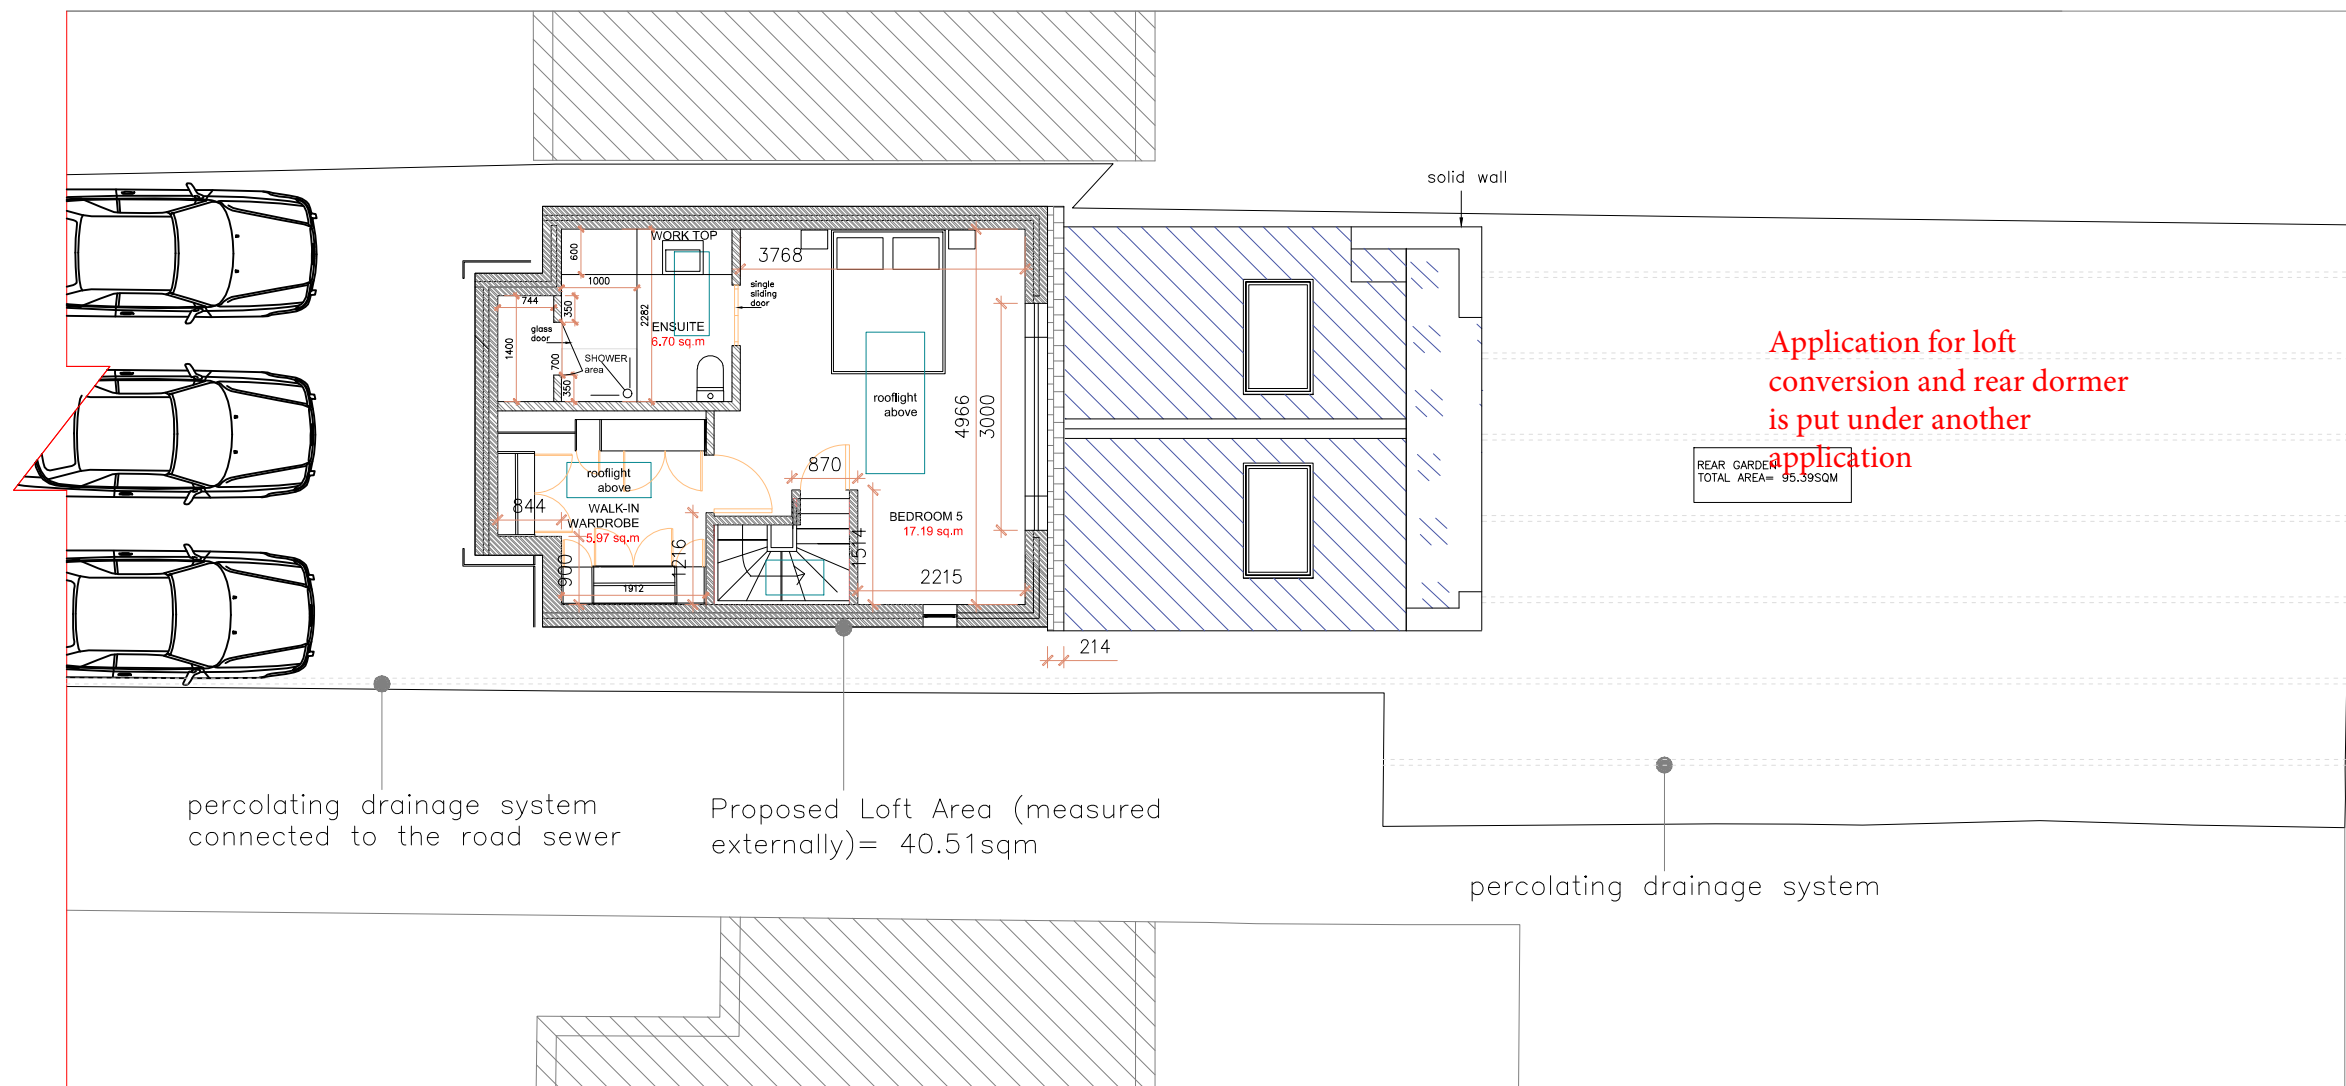 solid wall
WORK TOP
600
3768
1000
single
sliding
door
744
350
2282
glass
door
ENSUITE
6.70 sq.m
1400
700
SHOWER
area
350
rooflight
above
4966
3000
Application for loft
conversion and rear dormer
is put under another
application
REAR GARDEN
TOTAL AREA= 95.39SQM
870
rooflight
above
844
WALK-IN
WARDROBE
5.97 sq.m
BEDROOM 5
17.19 sq.m
900
1216
1514
2215
1912
214
percolating drainage system
connected to the road sewer
Proposed Loft Area (measured
externally)= 40.51sqm
percolating drainage system